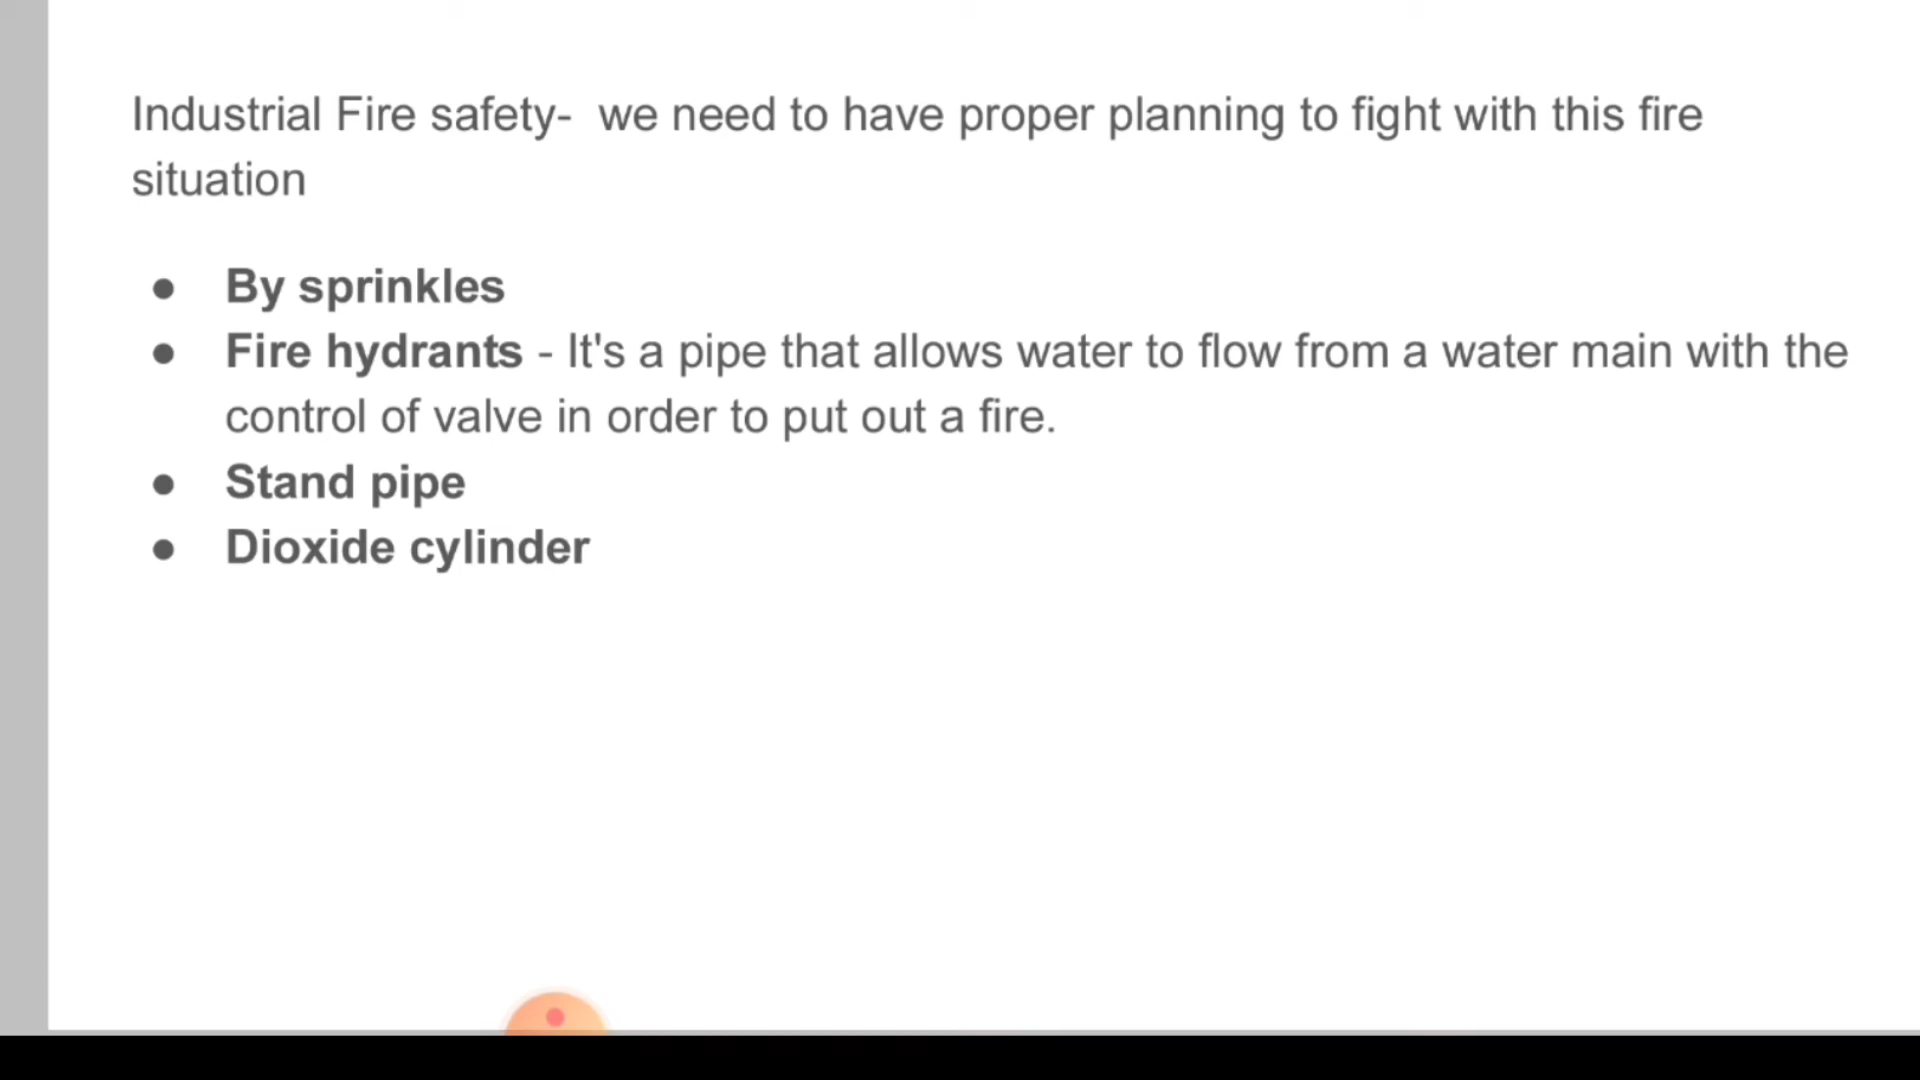 Industrial Fire safety-  we need to have proper planning to fight with this fire
situation
● By sprinkles
● Fire hydrants - It's a pipe that allows water to flow from a water main with the
control of valve in order to put out a fire.
● Stand pipe
● Dioxide cylinder